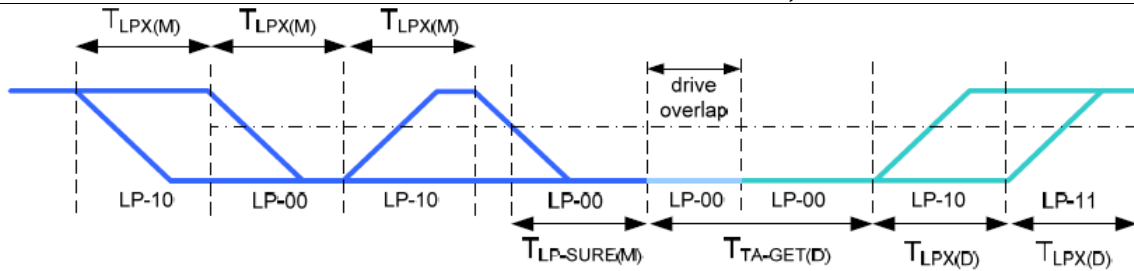 TLPX(M) TLPX(M) TLPX(M)
drive
overlap
LP-10 LP-00 LP-10 LP-00 LP-00 LP-00 LP-10 LP-11
TLP-SURE(M) TTA-GET(D) TLPX(D) TLPX(D)